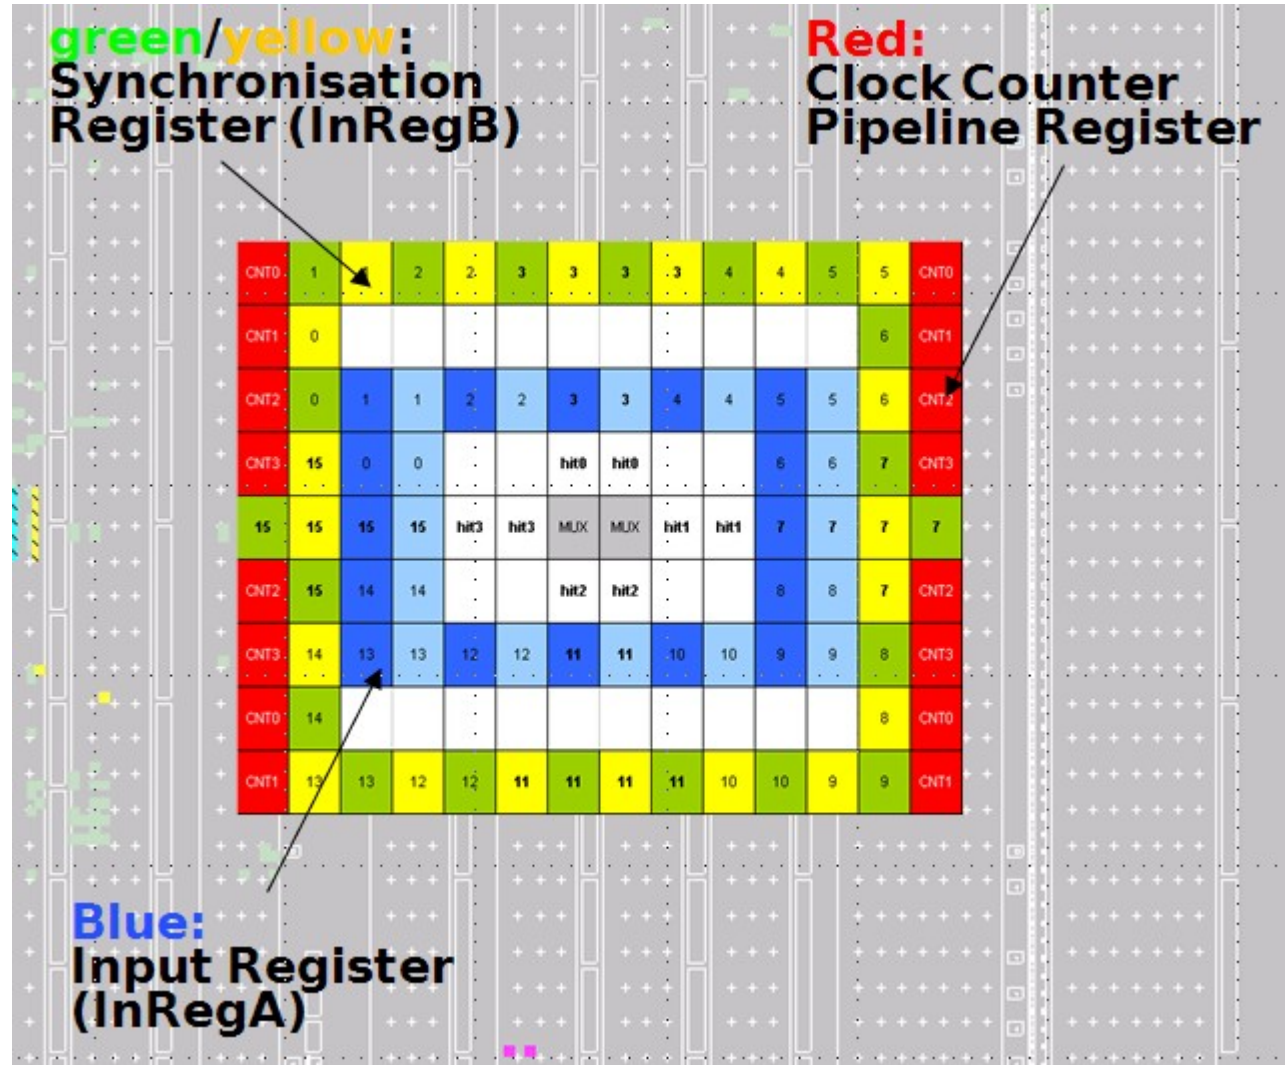 green/yellow:
Synchronisation
Register (InRegB)
Red:
Clock Counter
Pipeline Register
CNT0 1 1 2 2 3 3 3 3 4 4 5 5 CNT0
CNT1 0 6 CNT1
CNT2 0 1 1 2 2 3 3 4 4 5 5 6 CNT2
CNT3 15 0 0 hit0 hit0 6 6 7 CNT3
15 15 15 15 hit3 hit3 MUX MUX hit1 hit1 7 7 7 7
CNT2 15 14 14 hit2 hit2 8 8 7 CNT2
CNT3 14 13 13 12 12 11 11 10 10 9 9 8 CNT3
CNT0 14 8 CNT0
CNT1 13 13 12 12 11 11 11 11 10 10 9 9 CNT1
Blue:
Input Register
(InRegA)